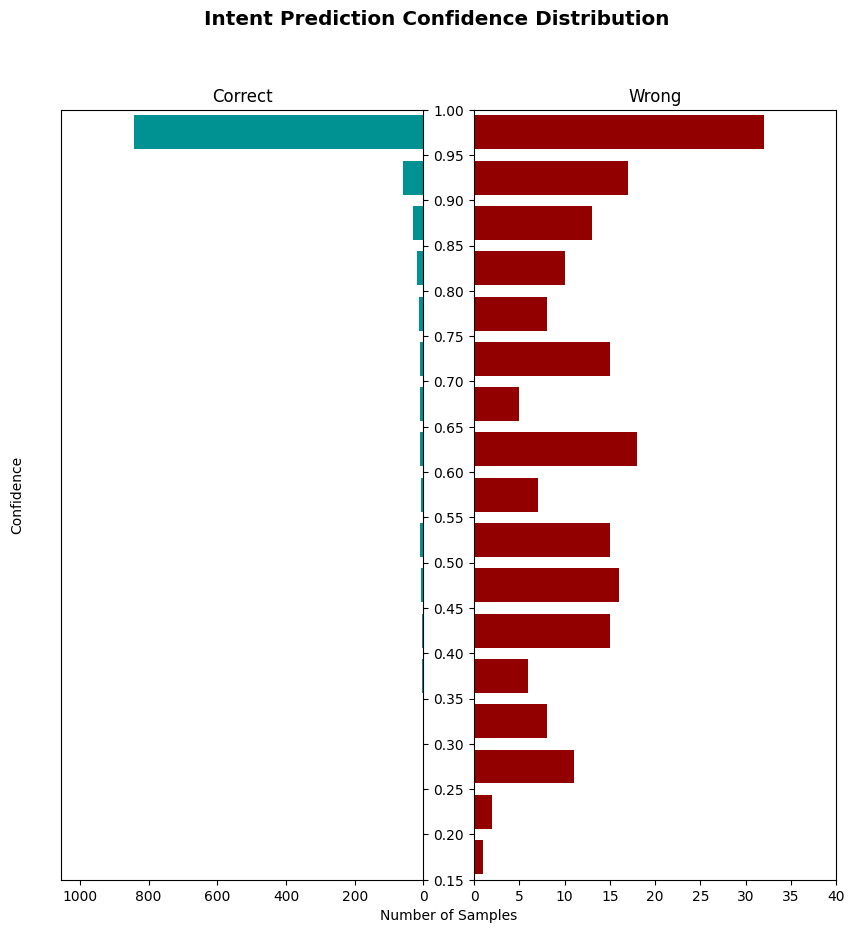 Intent Prediction Confidence Distribution
Correct
Wrong
Confidence
1.00
0.95
0.90
0.85
0.80
0.75
0.70
0.65
0.60
0.55
0.50
0.45
0.40
0.35
0.30
0.25
0.20
0.15
1000 800 600 400 200 0
0 5 10 15 20 25 30 35 40
Number of Samples